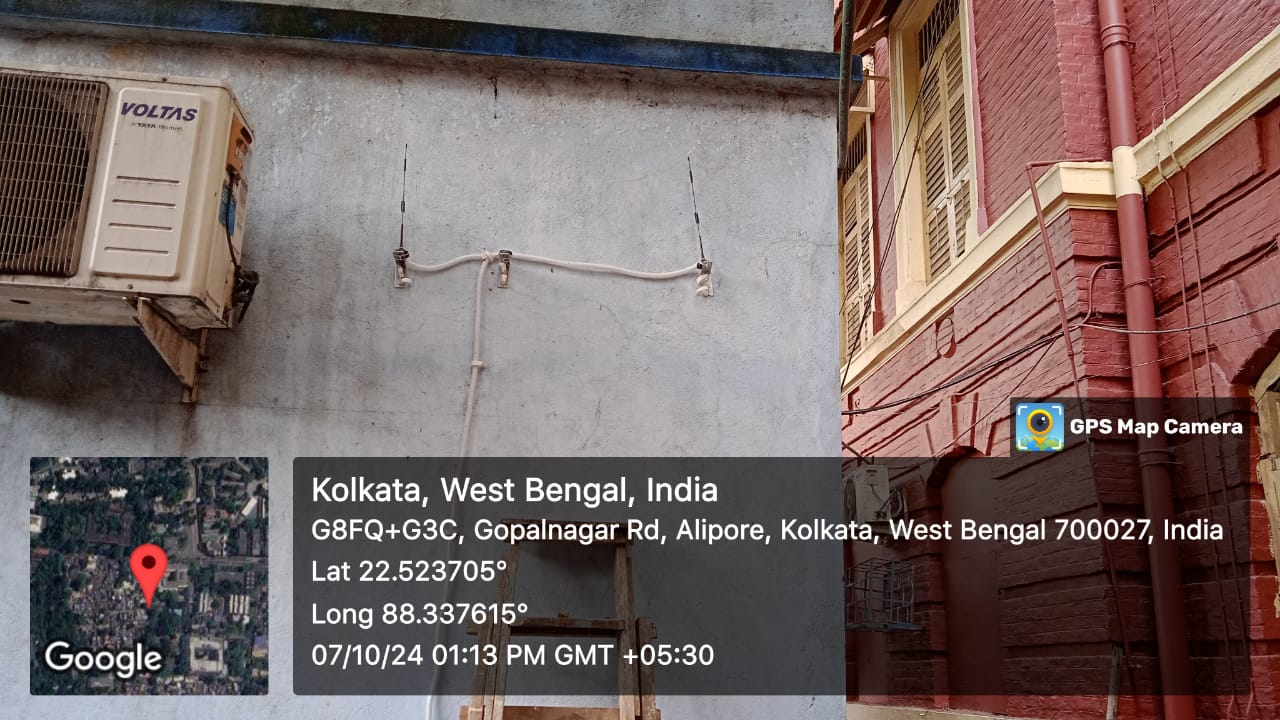 VOLTAS
A TATA Enterprise
GPS Map Camera
Kolkata, West Bengal, India
G8FQ+G3C, Gopalnagar Rd, Alipore, Kolkata, West Bengal 700027, India
Lat 22.523705°
Long 88.337615°
07/10/24 01:13 PM GMT +05:30
Google